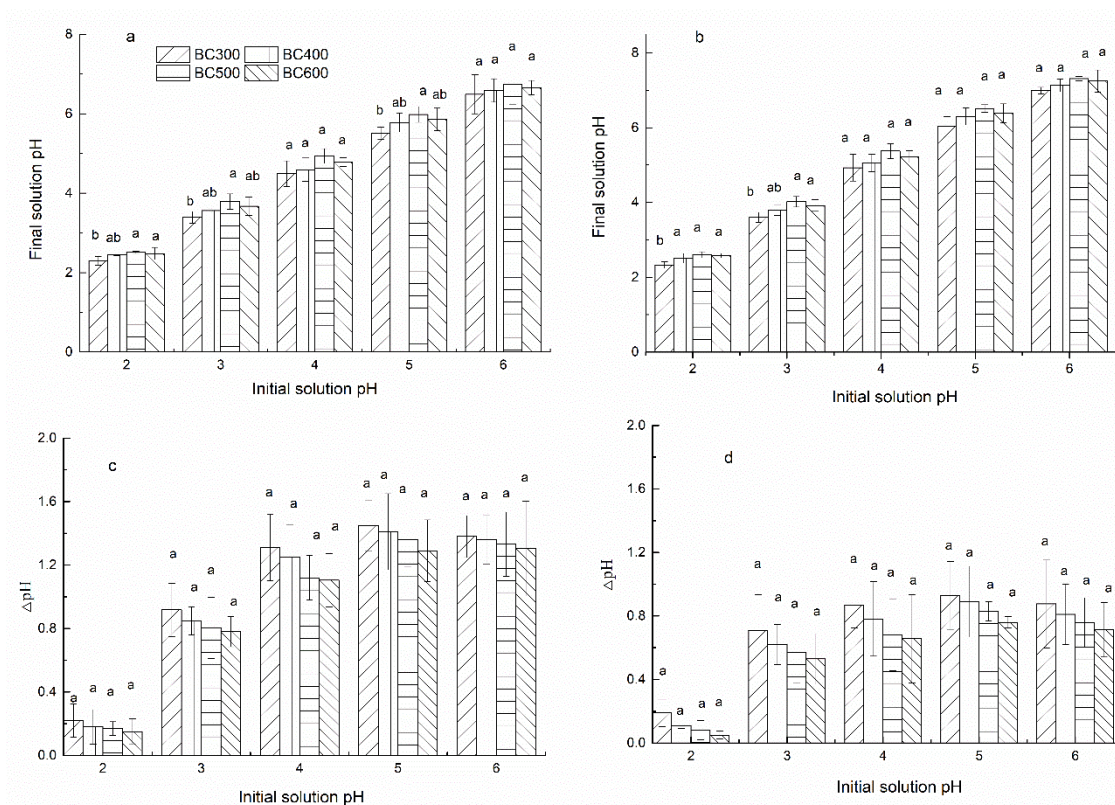 a
BC300 BC400
BC500 BC600
8
6
4
2
0
Final solution pH
b ab a a
b ab a ab
a a a a
b ab a ab
a a a a
2 3 4 5 6
Initial solution pH
b
8
6
4
2
0
Final solution pH
b a a a
b ab a a
a a a a
a a a a
a a a a
2 3 4 5 6
Initial solution pH
c
2.0
1.6
1.2
0.8
0.4
0.0
△pH
a a a a
a a a a
a a a a
a a a a
a a a a
2 3 4 5 6
Initial solution pH
d
2.0
1.6
1.2
0.8
0.4
0.0
△pH
a a a a
a a a a
a a a a
a a a a
a a a a
2 3 4 5 6
Initial solution pH